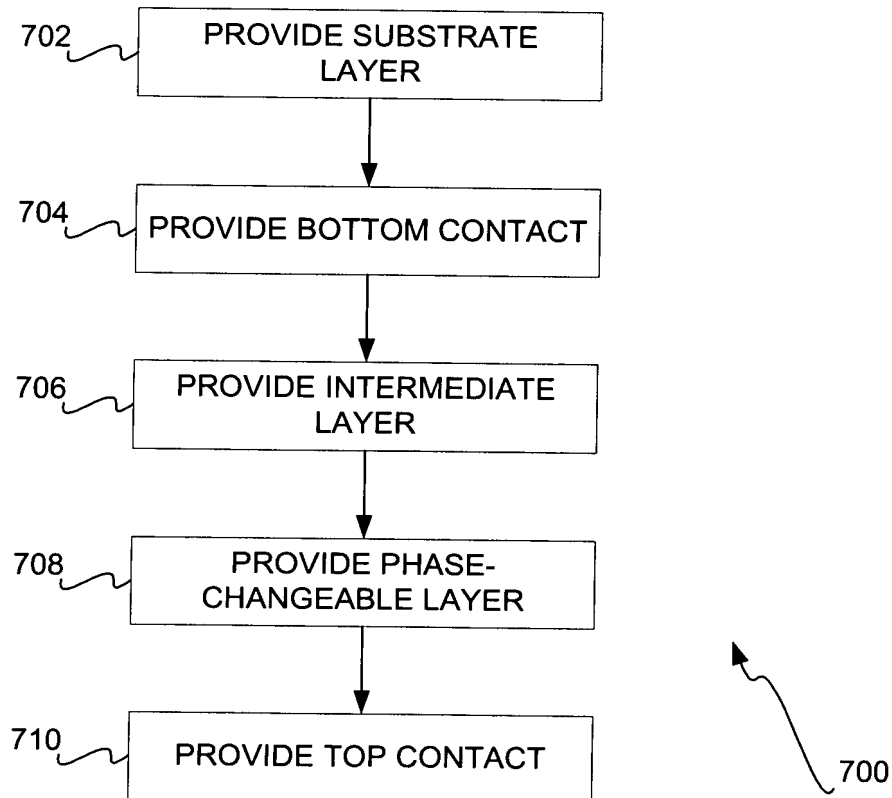 702
PROVIDE SUBSTRATE
LAYER
704
PROVIDE BOTTOM CONTACT
706
PROVIDE INTERMEDIATE
LAYER
708
PROVIDE PHASE-
CHANGEABLE LAYER
710
PROVIDE TOP CONTACT
700